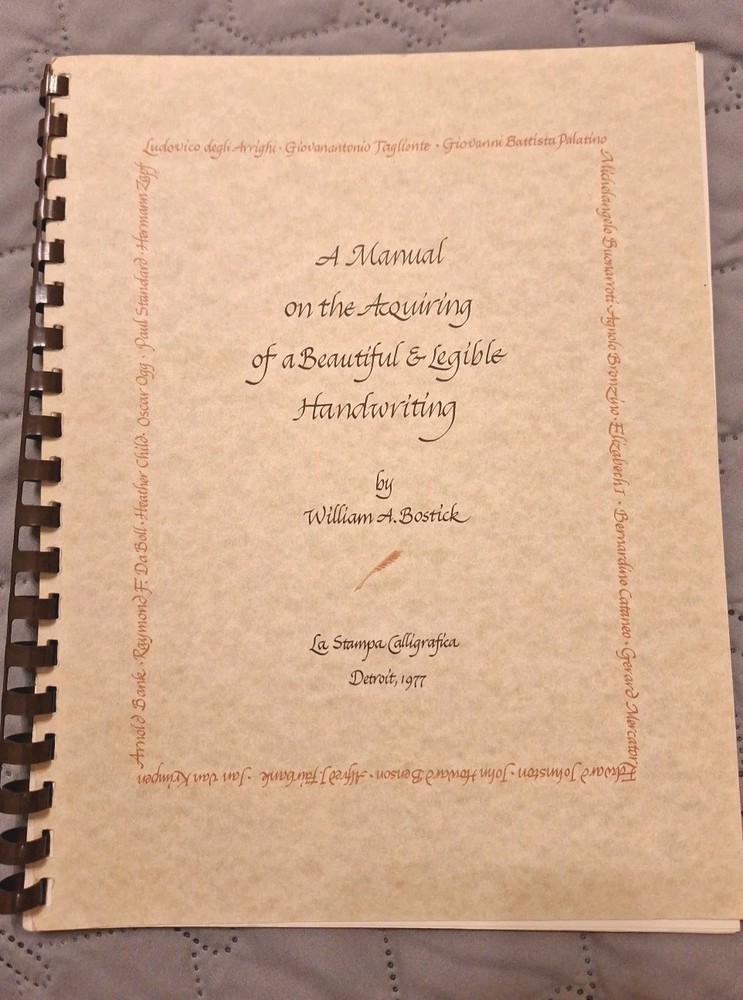 Ludovico degli Arrighi · Giovanantonio Tagliente · Giovanni Battista Palatino
Michelangelo Buonarroti · Agnolo Bronzino · Elizabeth I · Bernardino Cataneo · Gerard Mercator
Edward Johnston · John Howard Benson · Alfred J. Fairbank · Jan van Krimpen
Arnold Bank · Raymond F. DaBoll · Heather Child · Oscar Ogg · Paul Standard · Hermann Zapf
A Manual
on the Acquiring
of a Beautiful & Legible
Handwriting
by
William A. Bostick
La Stampa Calligrafica
Detroit, 1977